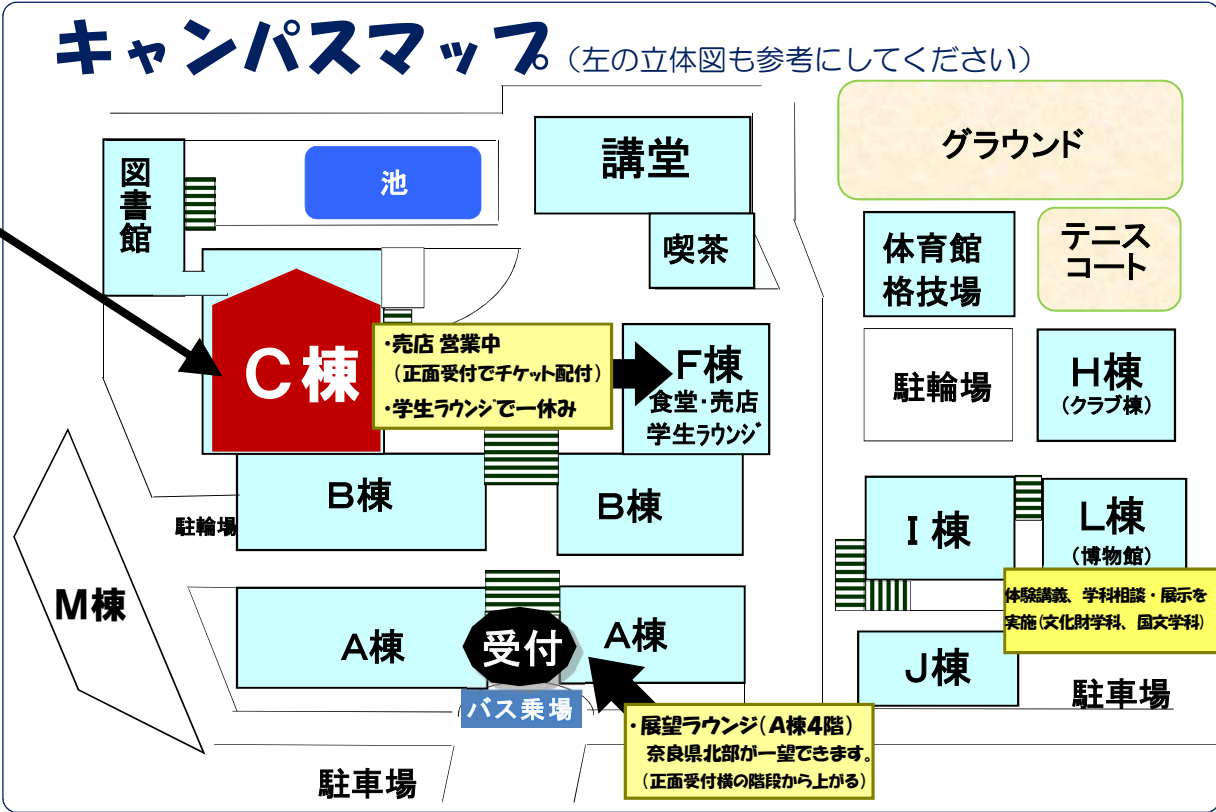 キャンパスマップ（左の立体図も参考にしてください）
図書館
池
講堂
喫茶
グラウンド
体育館
格技場
テニス
コート
C棟
・売店 営業中
（正面受付でチケット配付）
・学生ラウンジで一休み
F棟
食堂・売店
学生ラウンジ
駐輪場
H棟
（クラブ棟）
B棟
B棟
駐輪場
I棟
L棟
（博物館）
体験講義、学科相談・展示を
実施（文化財学科、国文学科）
M棟
A棟
受付
A棟
J棟
バス乗場
駐車場
・展望ラウンジ（A棟4階）
奈良県北部が一望できます。
（正面受付横の階段から上がる）
駐車場